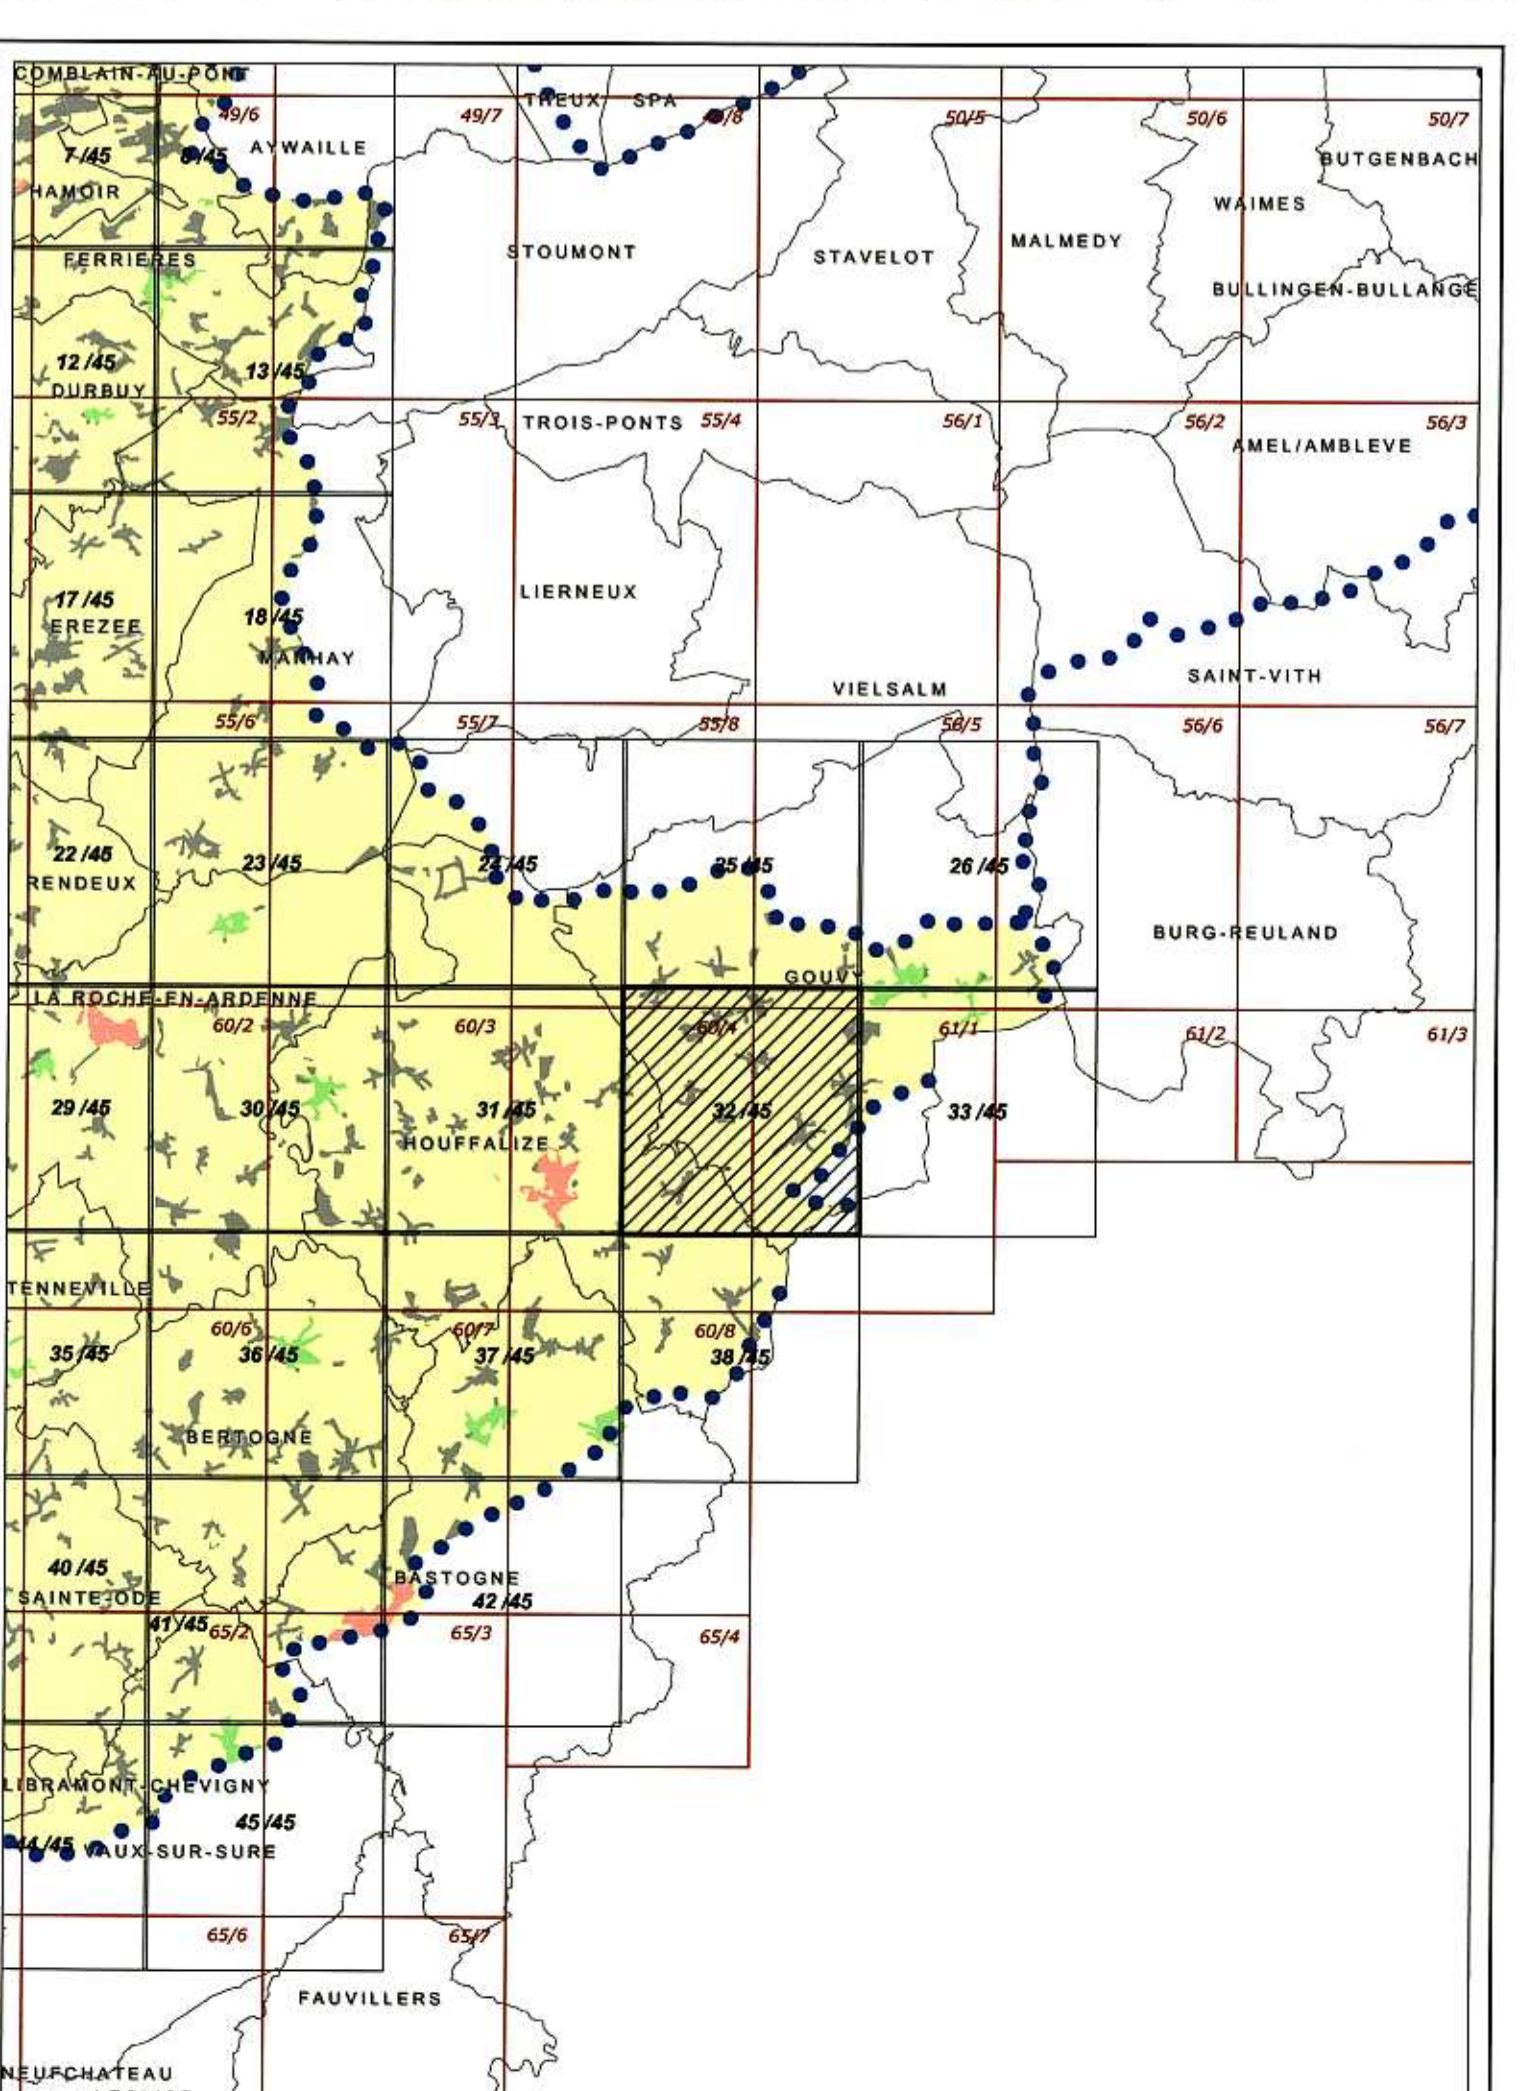 COMBLAIN-AU-PONT
THEUX SPA
49/6 49/7 49/8 50/5 50/6 50/7
AYWAILLE
7/45 8/45
BUTGENBACH
HAMOIR
WAIMES
STOUMONT STAVELOT MALMEDY
FERRIERES
BULLINGEN-BULLANGE
12/45 13/45
DURBUY
55/2 55/3 TROIS-PONTS 55/4 56/1 56/2 56/3
AMEL/AMBLEVE
17/45 18/45
LIERNEUX
EREZEE
MANHAY
SAINT-VITH
VIELSALM
55/6 55/7 55/8 56/5 56/6 56/7
22/45 23/45 24/45 25/45 26/45
RENDEUX
BURG-REULAND
GOUVY
LA ROCHE-EN-ARDENNE
60/2 60/3 60/4 61/1 61/2 61/3
29/45 30/45 31/45 32/45 33/45
HOUFFALIZE
TENNEVILLE
60/6 60/7 60/8
35/45 36/45 37/45 38/45
BERTOGNE
40/45 BASTOGNE
SAINTE-ODE 42/45
41/45 65/2 65/3 65/4
LIBRAMONT-CHEVIGNY
45/45
44/45 VAUX-SUR-SURE
65/6 65/7
FAUVILLERS
NEUFCHATEAU